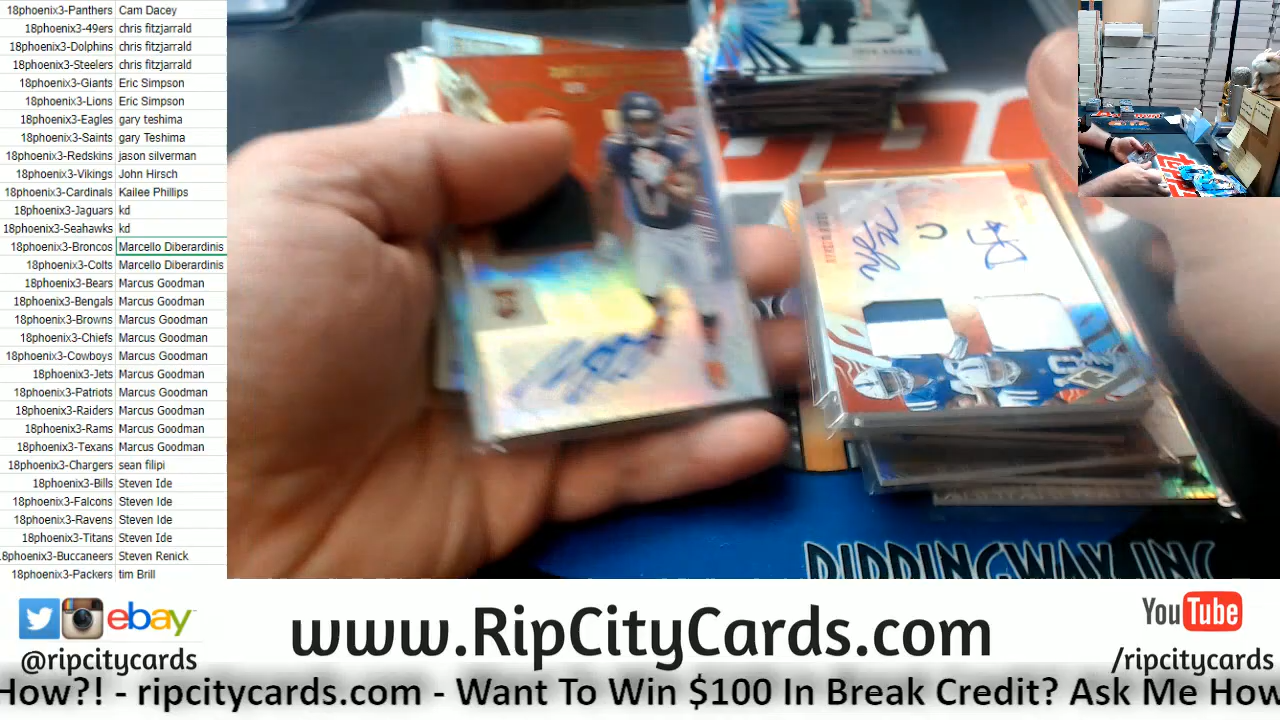 18phoenix3-Panthers Cam Dacey
18phoenix3-49ers chris fitzjarrald
18phoenix3-Dolphins chris fitzjarrald
18phoenix3-Steelers chris fitzjarrald
18phoenix3-Giants Eric Simpson
18phoenix3-Lions Eric Simpson
18phoenix3-Eagles gary teshima
18phoenix3-Saints gary Teshima
18phoenix3-Redskins jason silverman
18phoenix3-Vikings John Hirsch
18phoenix3-Cardinals Kailee Phillips
18phoenix3-Jaguars kd
18phoenix3-Seahawks kd
18phoenix3-Broncos Marcello Diberardinis
18phoenix3-Colts Marcello Diberardinis
18phoenix3-Bears Marcus Goodman
18phoenix3-Bengals Marcus Goodman
18phoenix3-Browns Marcus Goodman
18phoenix3-Chiefs Marcus Goodman
18phoenix3-Cowboys Marcus Goodman
18phoenix3-Jets Marcus Goodman
18phoenix3-Patriots Marcus Goodman
18phoenix3-Raiders Marcus Goodman
18phoenix3-Rams Marcus Goodman
18phoenix3-Texans Marcus Goodman
18phoenix3-Chargers sean filipi
18phoenix3-Bills Steven Ide
18phoenix3-Falcons Steven Ide
18phoenix3-Ravens Steven Ide
18phoenix3-Titans Steven Ide
18phoenix3-Buccaneers Steven Renick
18phoenix3-Packers tim Brill
RIPPINGWAX INC
ebay
@ripcitycards
www.RipCityCards.com
YouTube
/ripcitycards
How?! - ripcitycards.com - Want To Win $100 In Break Credit? Ask Me How